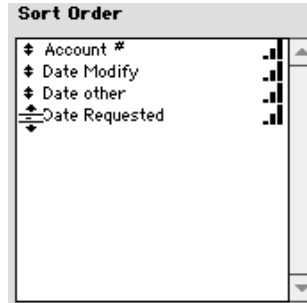 Sort Order
Account #
Date Modify
Date other
Date Requested